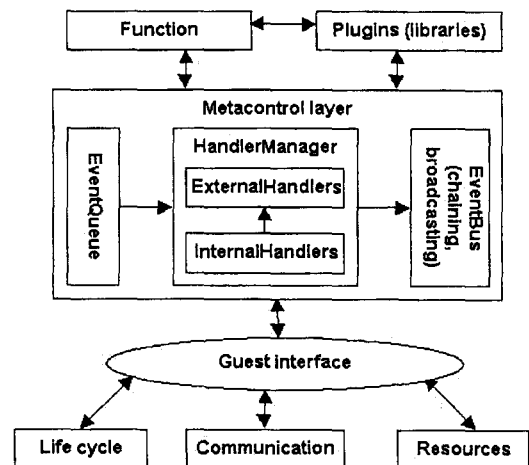 Function
Plugins (libraries)
Metacontrol layer
EventQueue
HandlerManager
ExternalHandlers
InternalHandlers
EventBus
(chaining,
broadcasting)
Guest interface
Life cycle
Communication
Resources